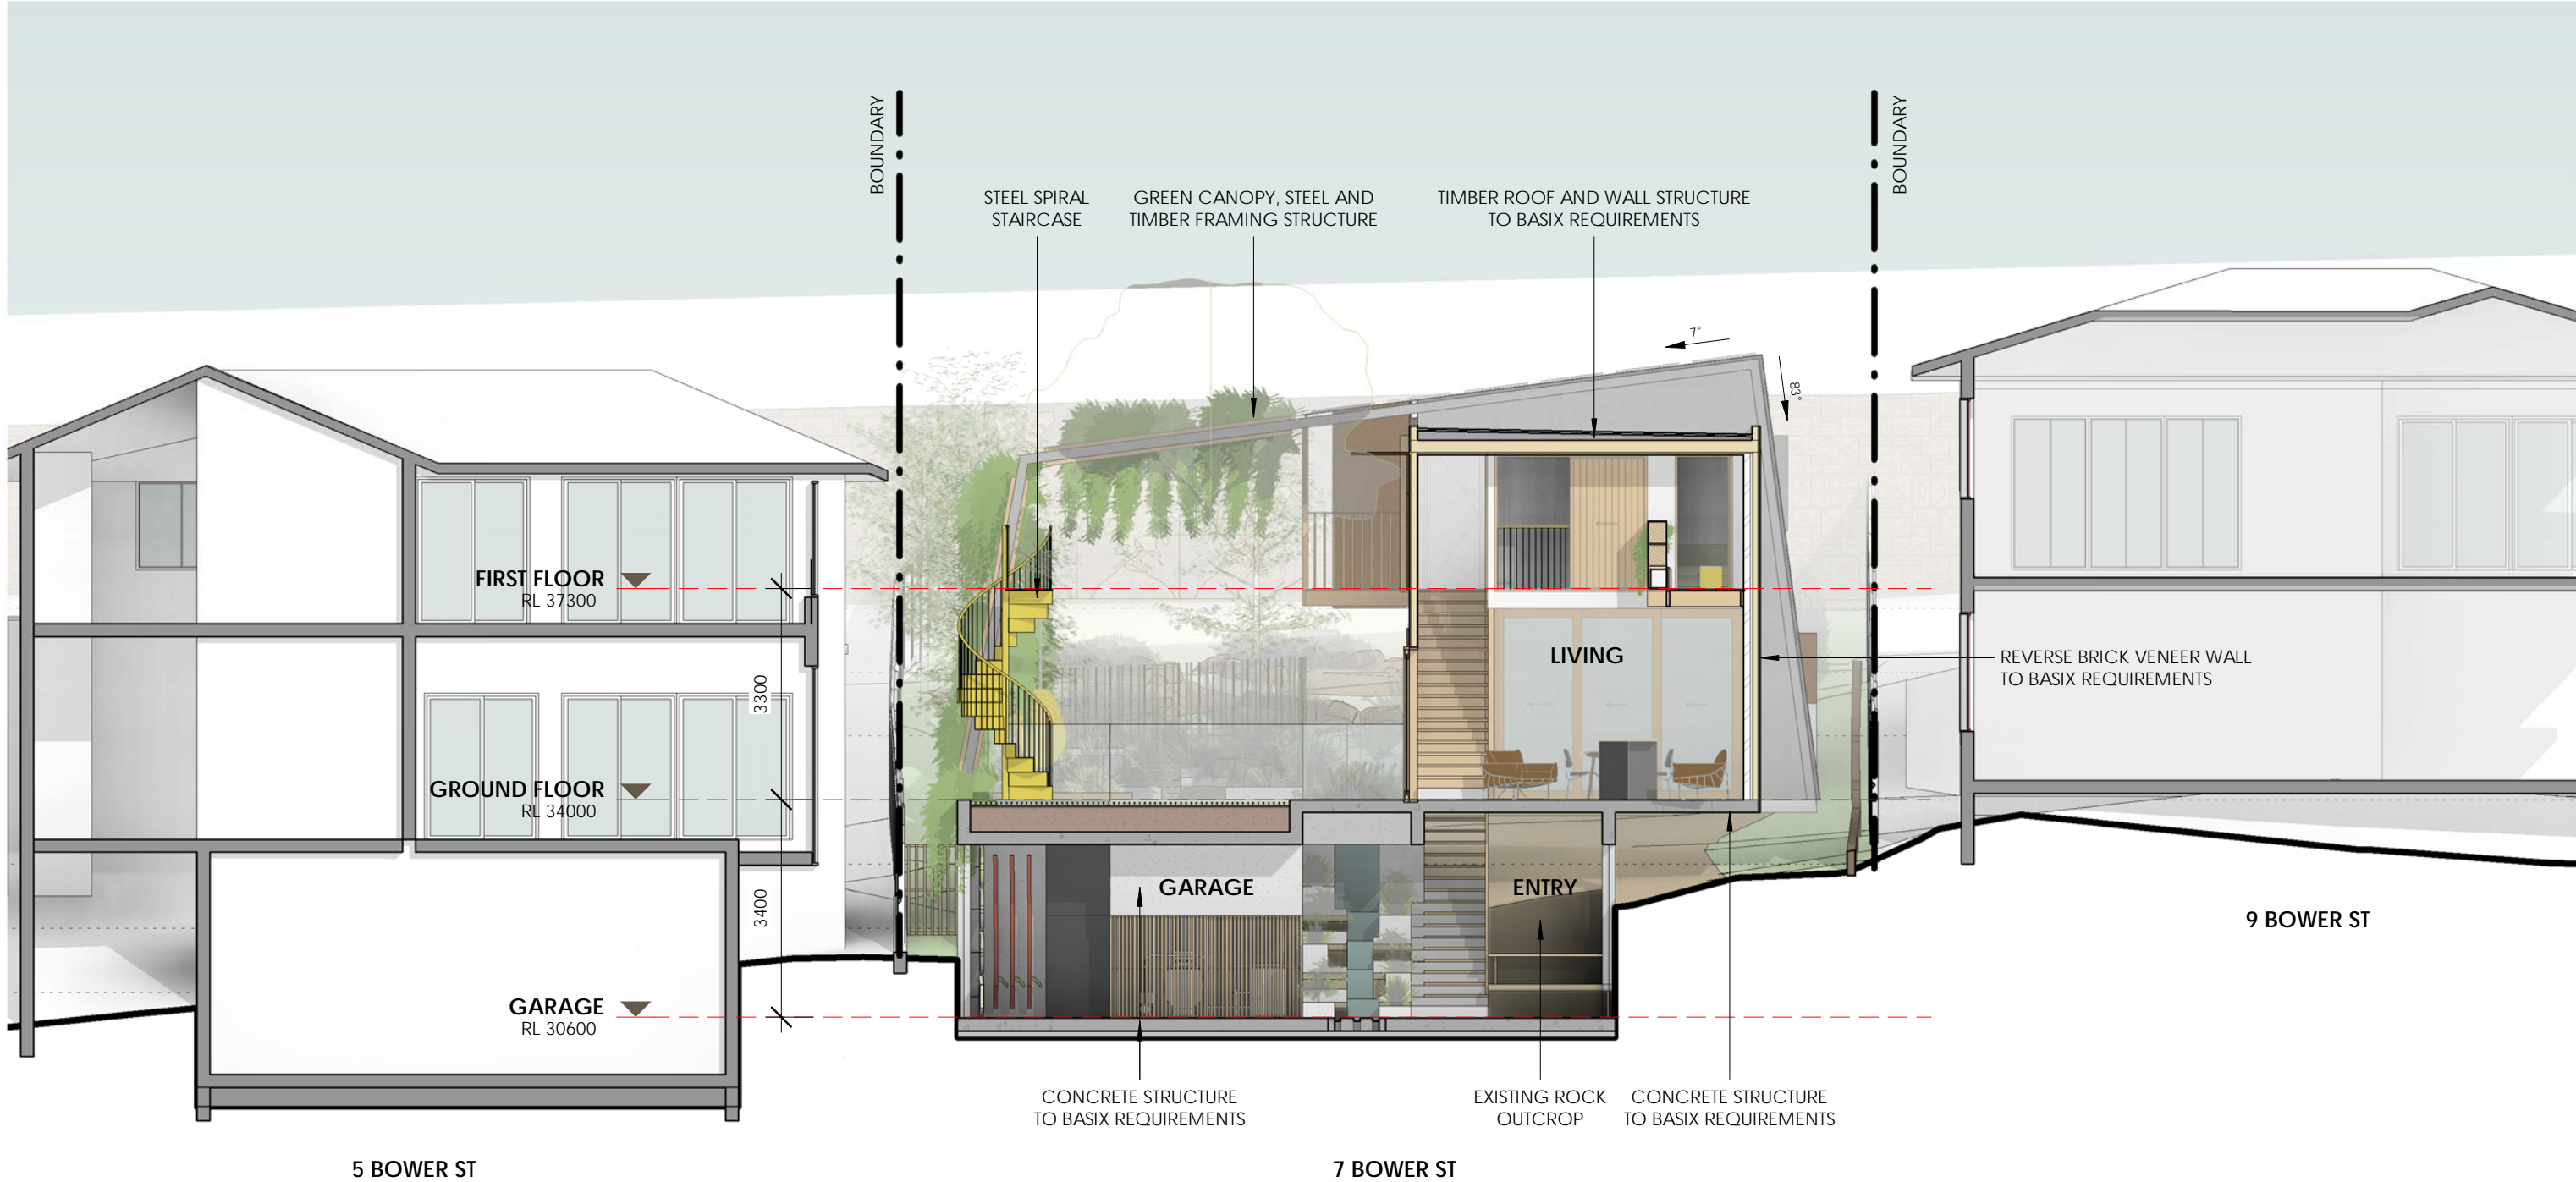 BOUNDARY
BOUNDARY
STEEL SPIRAL
STAIRCASE
GREEN CANOPY, STEEL AND
TIMBER FRAMING STRUCTURE
TIMBER ROOF AND WALL STRUCTURE
TO BASIX REQUIREMENTS
7°
83°
FIRST FLOOR
RL 37300
3300
LIVING
REVERSE BRICK VENEER WALL
TO BASIX REQUIREMENTS
GROUND FLOOR
RL 34000
3400
GARAGE
ENTRY
9 BOWER ST
GARAGE
RL 30600
CONCRETE STRUCTURE
TO BASIX REQUIREMENTS
EXISTING ROCK
OUTCROP
CONCRETE STRUCTURE
TO BASIX REQUIREMENTS
5 BOWER ST
7 BOWER ST